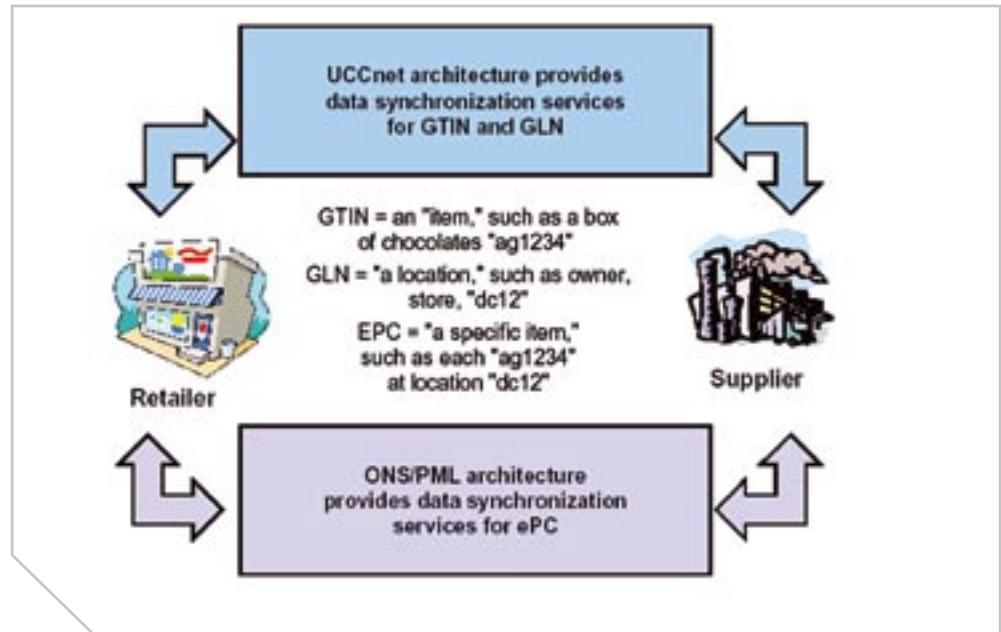 UCCnet architecture provides
data synchronization services
for GTIN and GLN
GTIN = an "item," such as a box
of chocolates "ag1234"
GLN = "a location," such as owner,
store, "dc12"
EPC = "a specific item,"
such as each "ag1234"
at location "dc12"
Retailer
Supplier
ONS/PML architecture
provides data synchronization
services for ePC